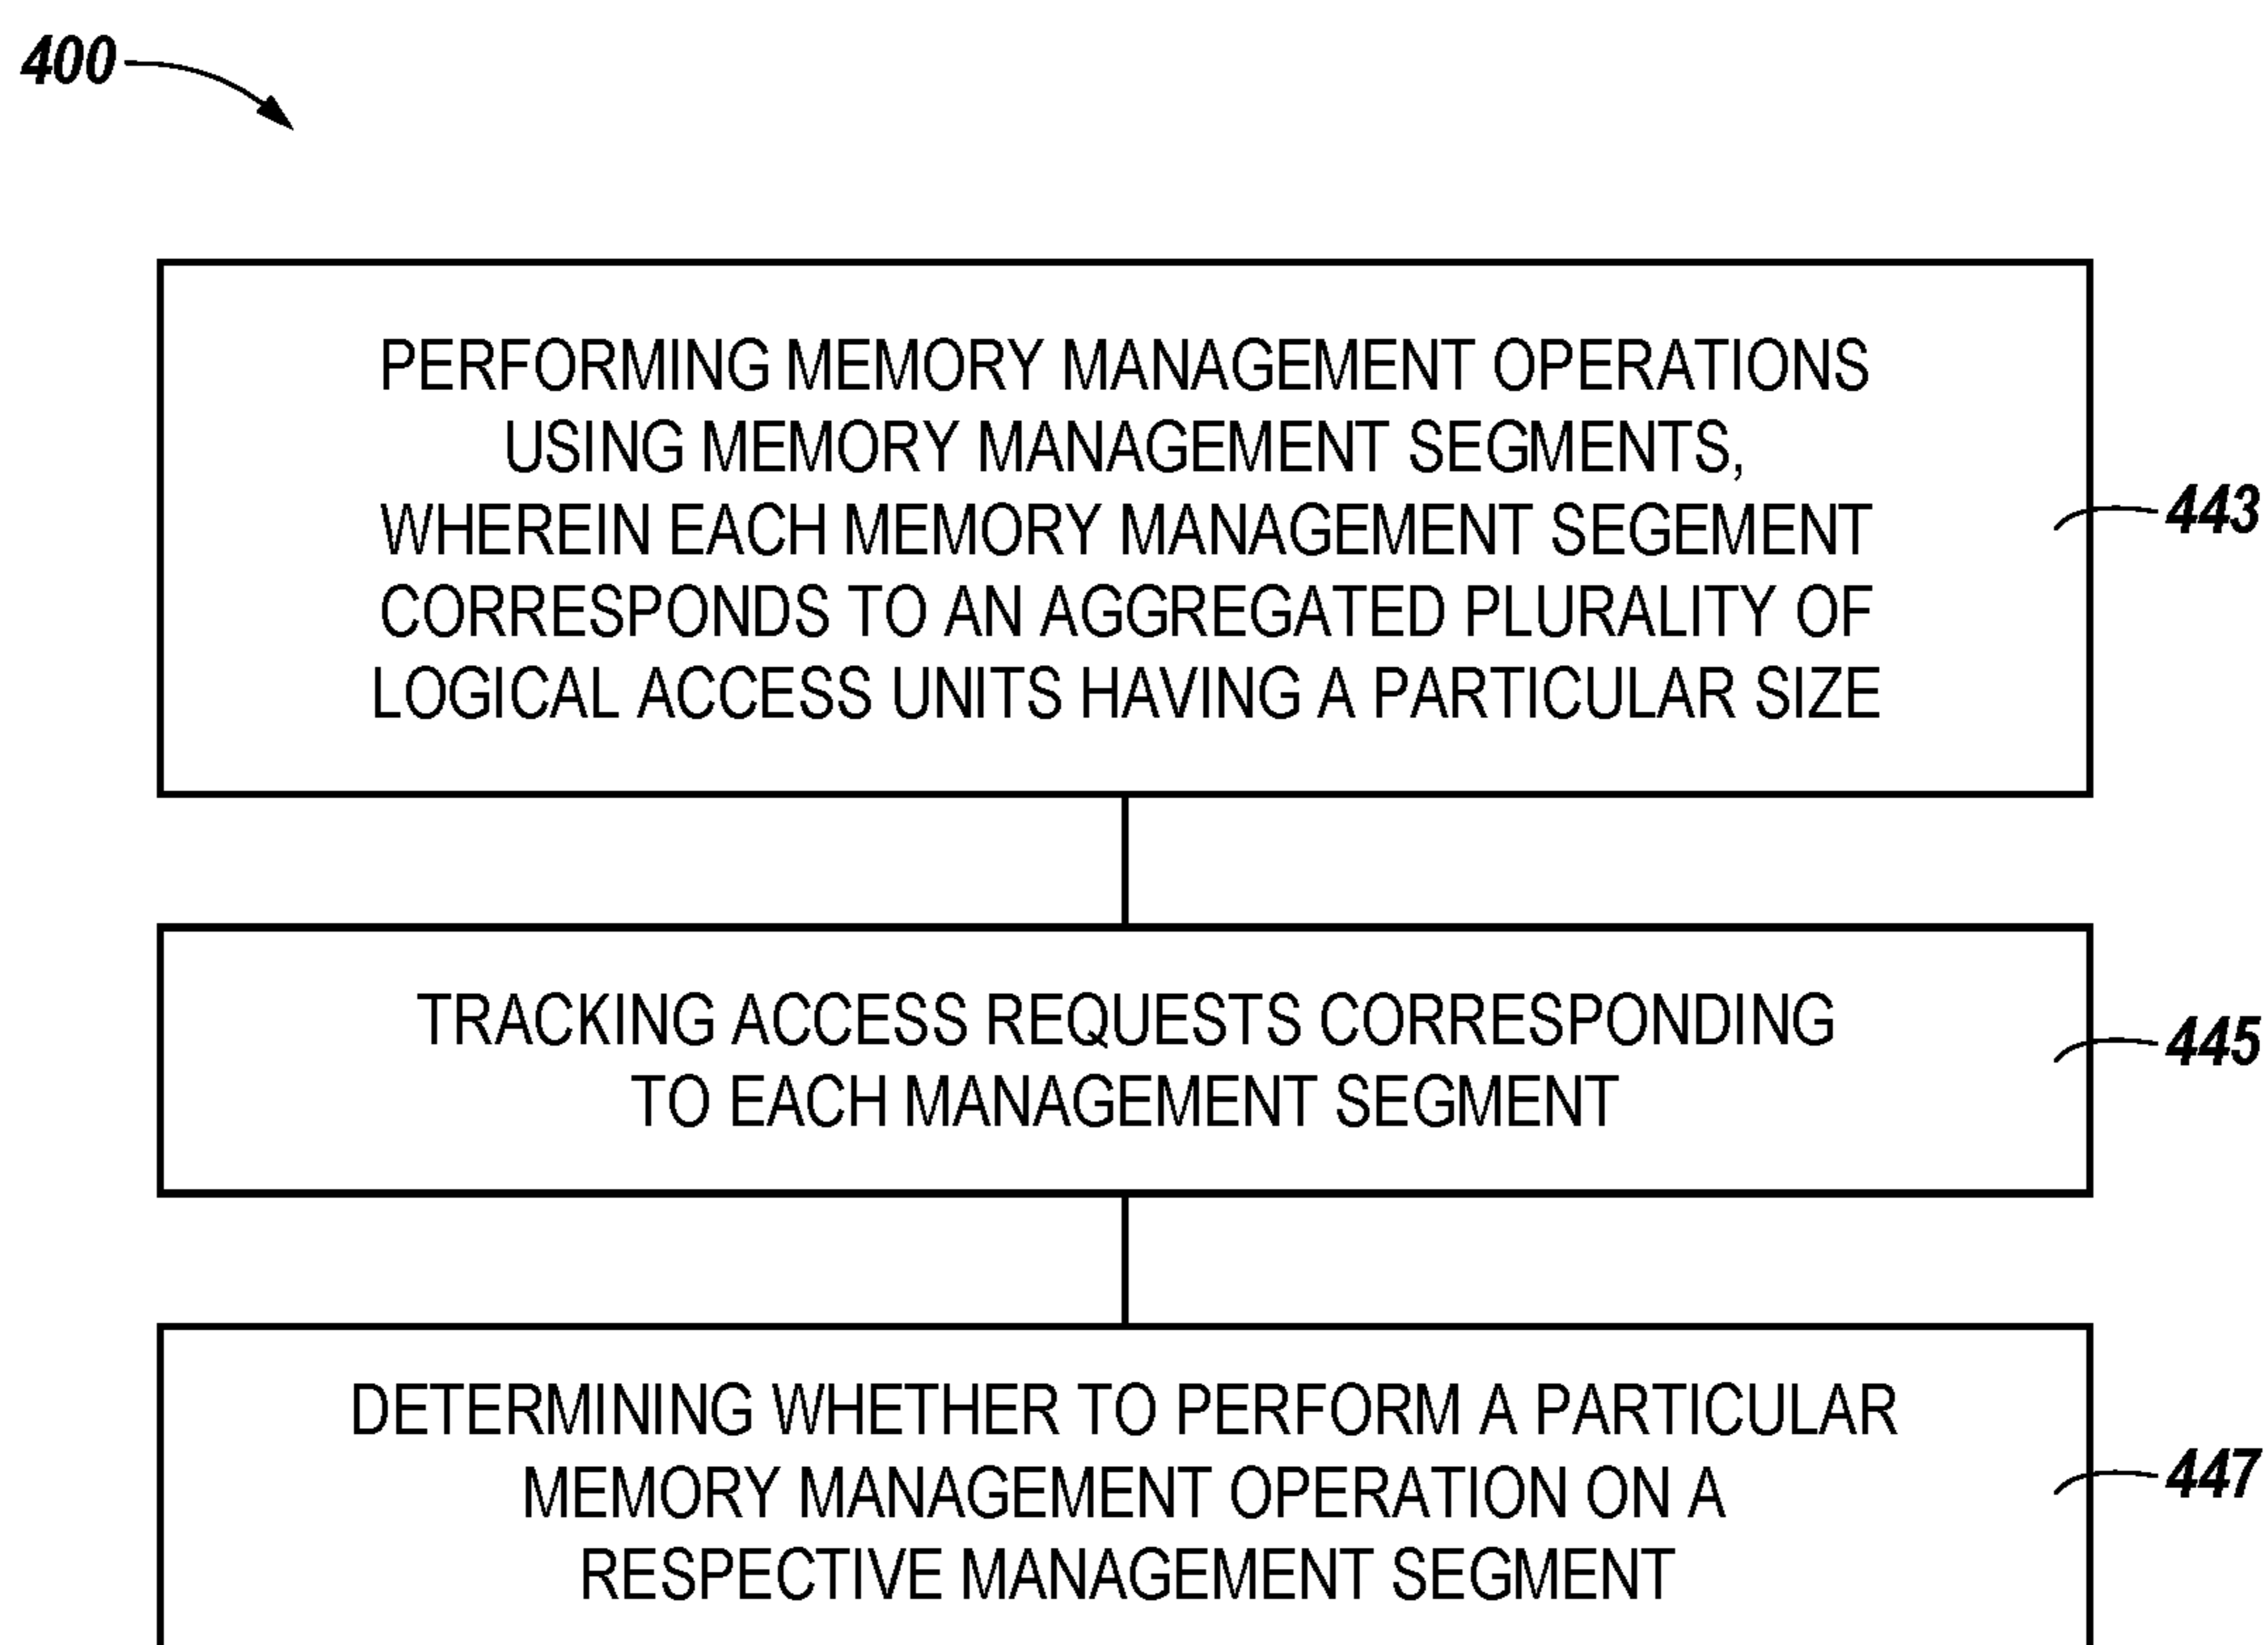 400
PERFORMING MEMORY MANAGEMENT OPERATIONS
USING MEMORY MANAGEMENT SEGMENTS,
WHEREIN EACH MEMORY MANAGEMENT SEGEMENT
CORRESPONDS TO AN AGGREGATED PLURALITY OF
LOGICAL ACCESS UNITS HAVING A PARTICULAR SIZE
443
TRACKING ACCESS REQUESTS CORRESPONDING
TO EACH MANAGEMENT SEGMENT
445
DETERMINING WHETHER TO PERFORM A PARTICULAR
MEMORY MANAGEMENT OPERATION ON A
RESPECTIVE MANAGEMENT SEGMENT
447